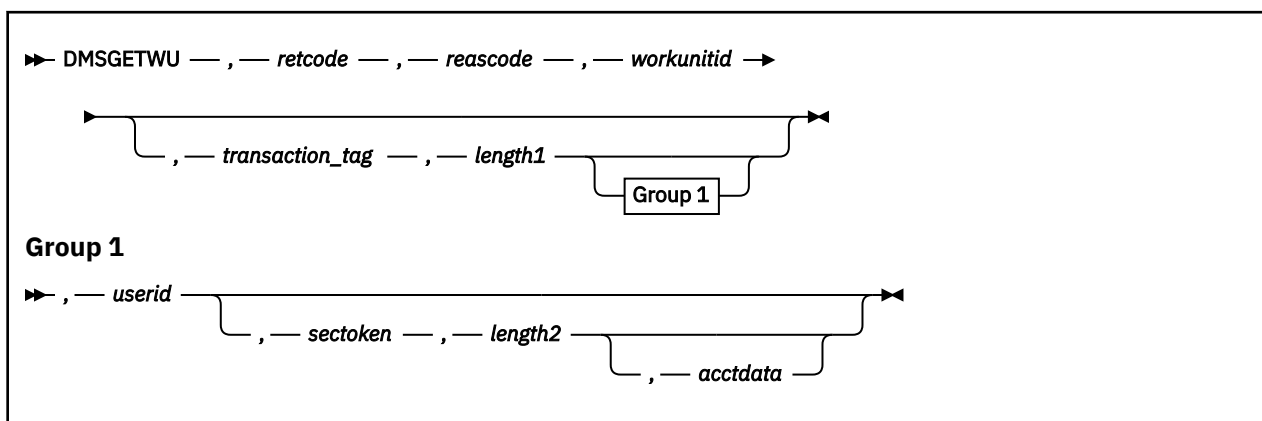 DMSGETWU , retcode , reascode , workunitid
, transaction_tag , length1
Group 1
Group 1
, userid
, sectoken , length2
, acctdata